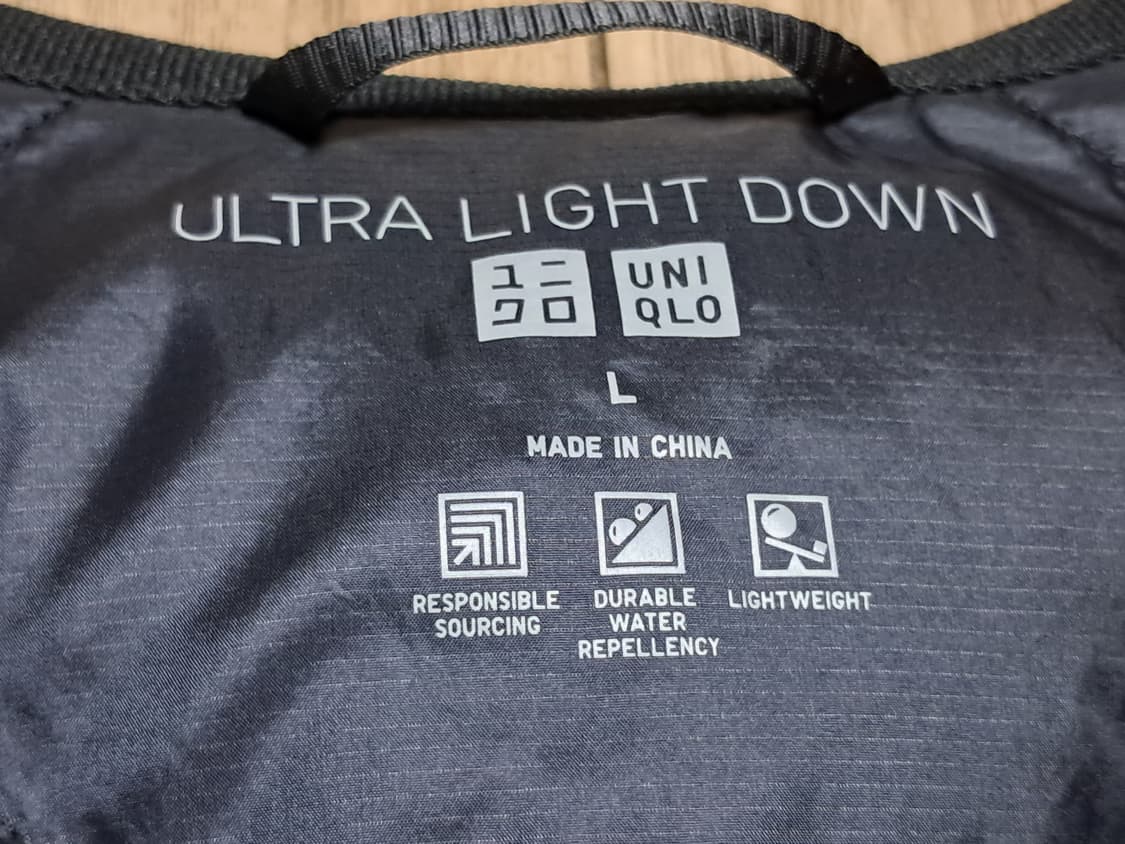 ULTRA LIGHT DOWN
ユニ UNI
クロ QLO
L
MADE IN CHINA
RESPONSIBLE SOURCING
DURABLE WATER REPELLENCY
LIGHTWEIGHT